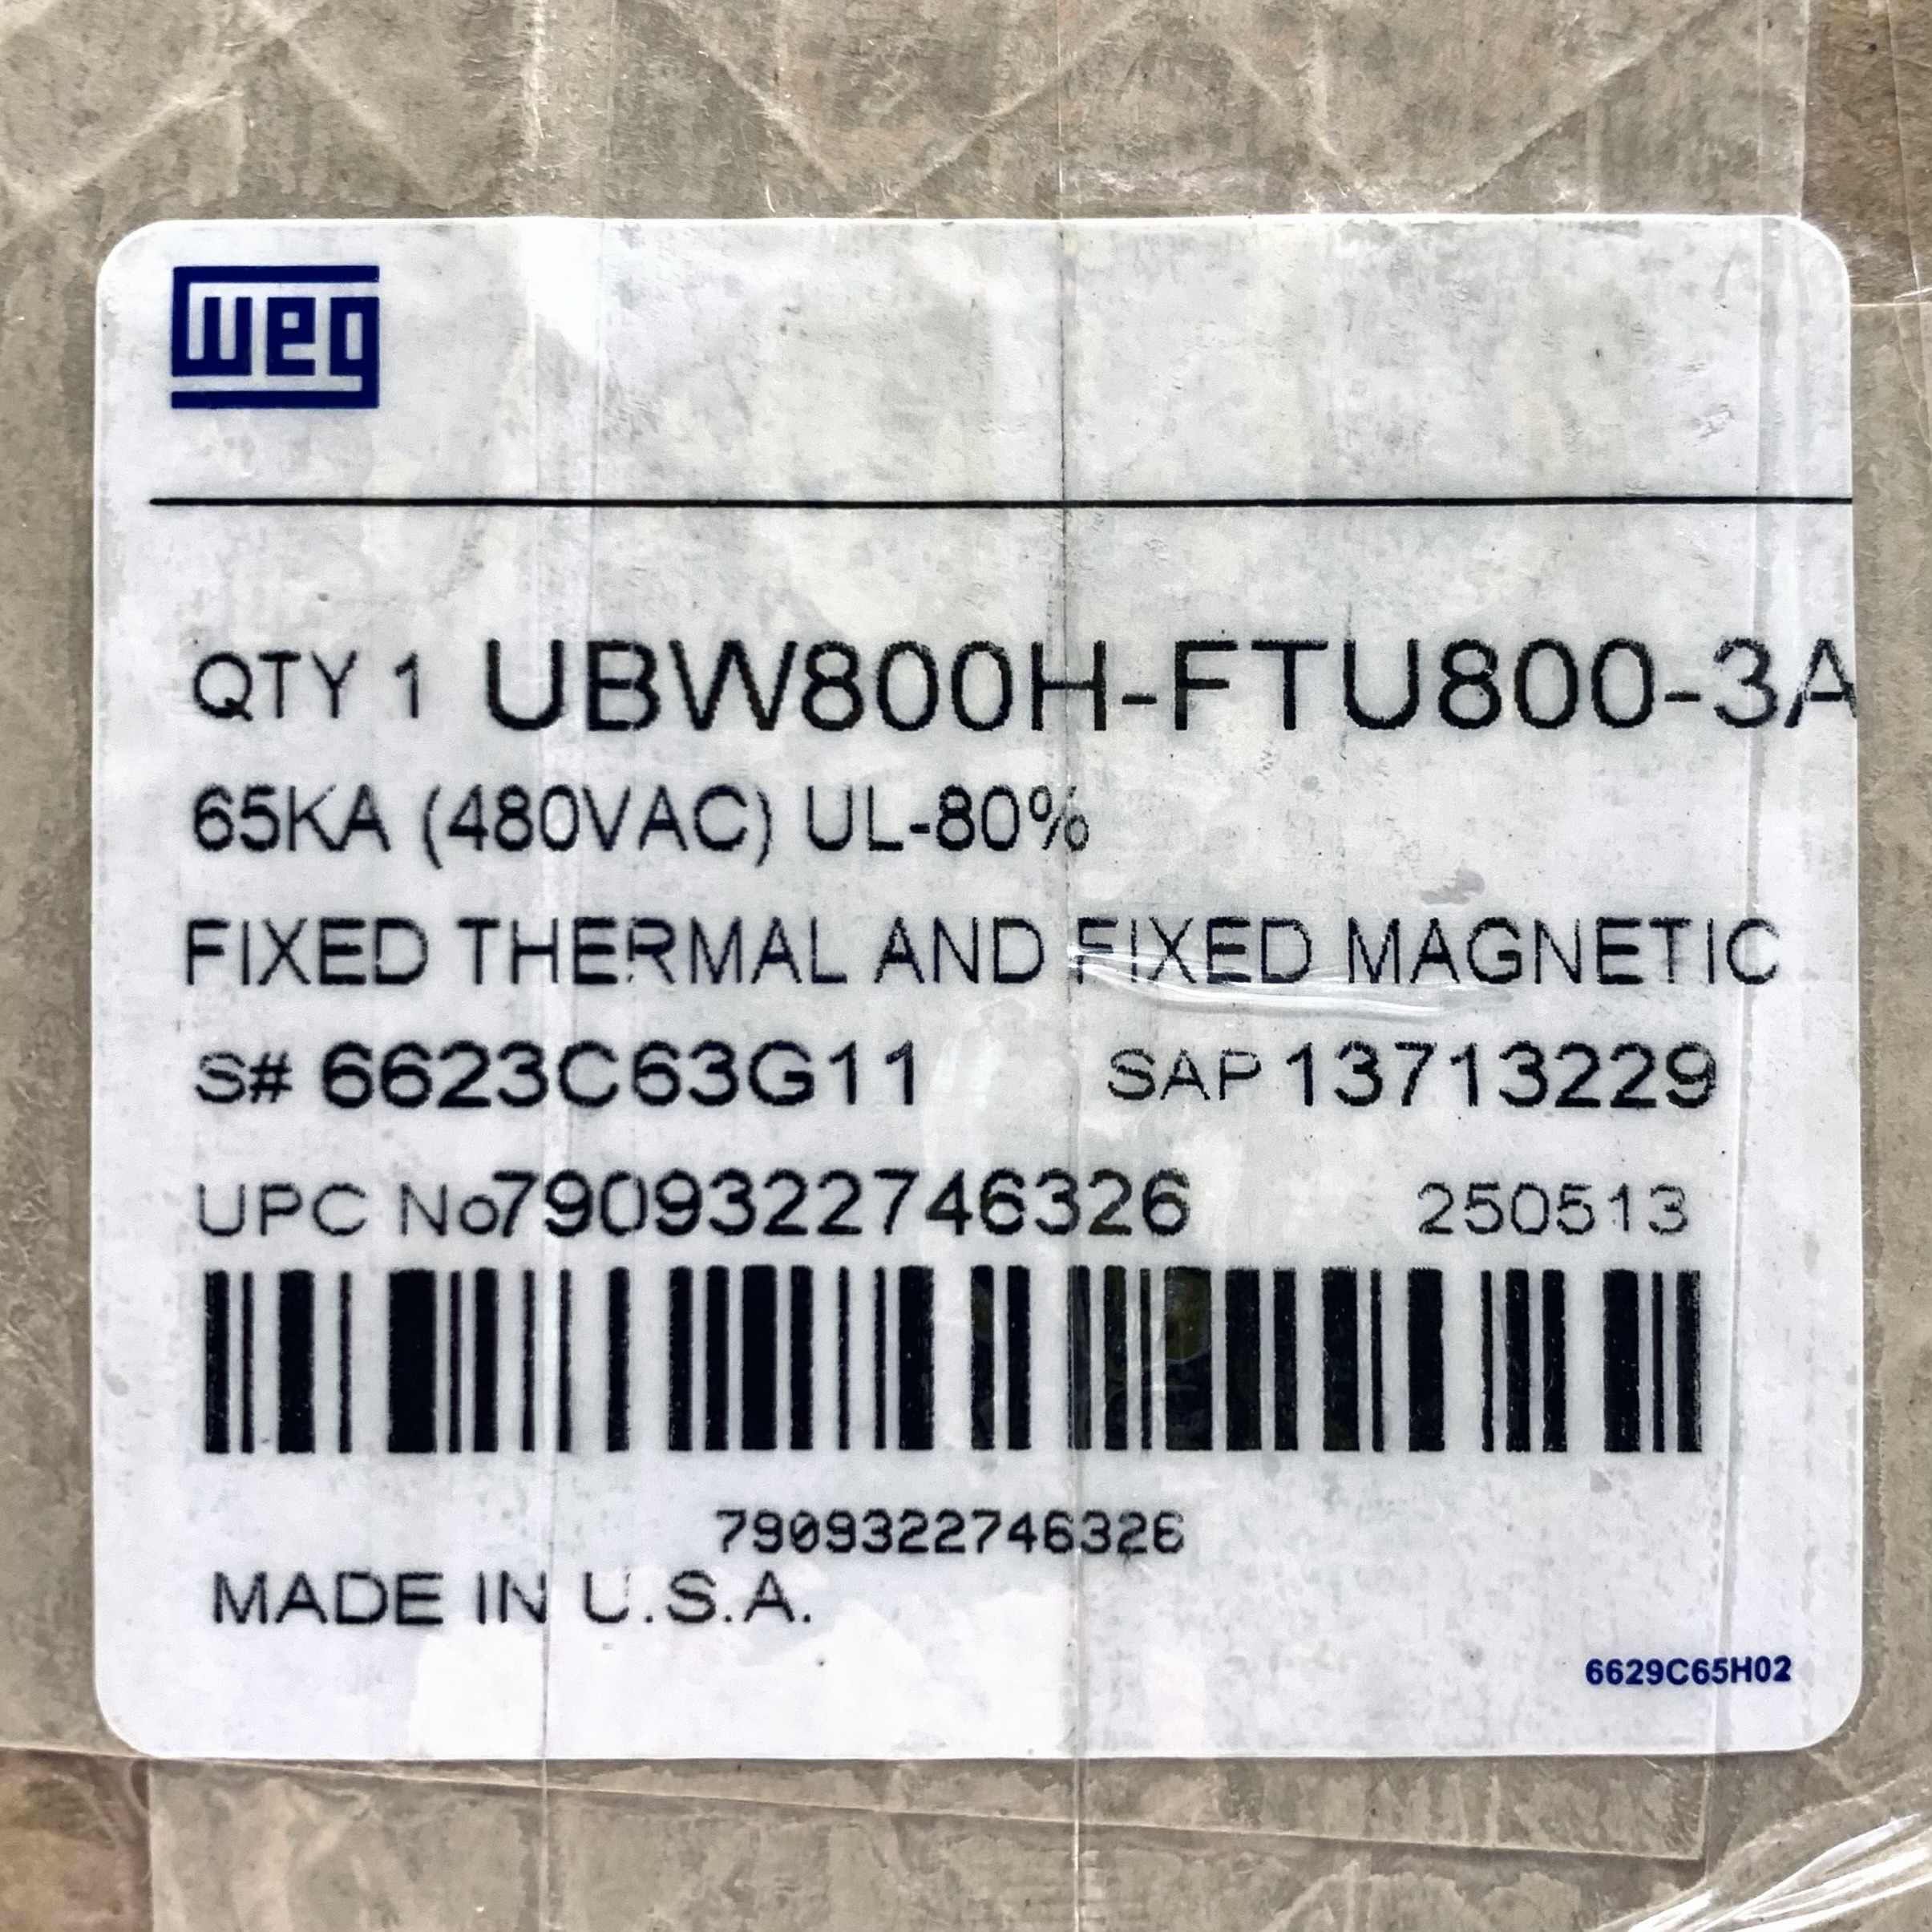 weg
QTY 1 UBW800H-FTU800-3A
65KA (480VAC) UL-80%
FIXED THERMAL AND FIXED MAGNETIC
S# 6623C63G11 SAP 13713229
UPC No7909322746326 250513
7909322746326
MADE IN U.S.A.
6629C65H02